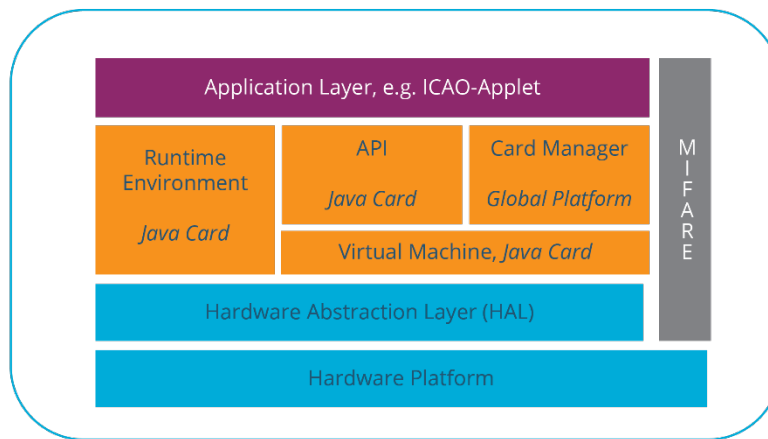 Application Layer, e.g. ICAO-Applet
Runtime
Environment
Java Card
API
Java Card
Card Manager
Global Platform
Virtual Machine, Java Card
MIFARE
Hardware Abstraction Layer (HAL)
Hardware Platform